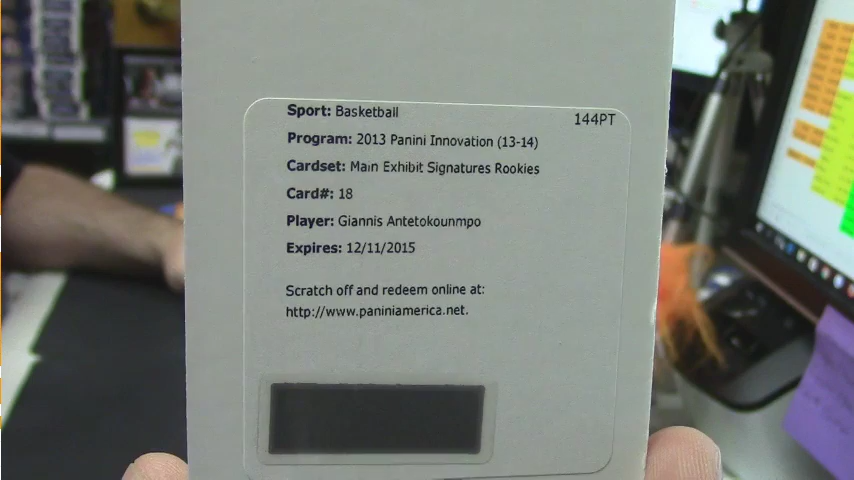 Sport: Basketball
144PT
Program: 2013 Panini Innovation (13-14)
Cardset: Main Exhibit Signatures Rookies
Card#: 18
Player: Giannis Antetokounmpo
Expires: 12/11/2015
Scratch off and redeem online at:
http://www.paniniamerica.net.